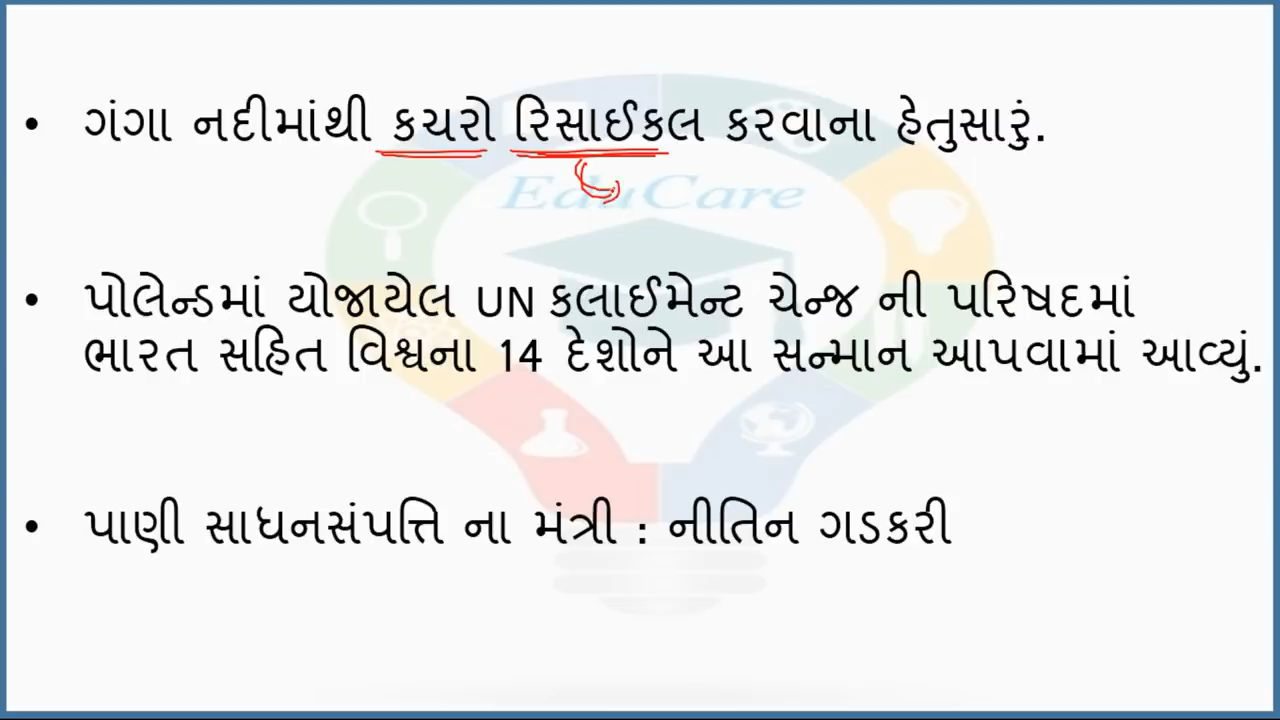 • ગંગા નદીમાંથી કચરો રિસાઈકલ કરવાના હેતુસારું.
EduCare
• પોલેન્ડમાં યોજાયેલ UN કલાઈમેન્ટ ચેન્જ ની પરિષદમાં
ભારત સહિત વિશ્વના 14 દેશોને આ સન્માન આપવામાં આવ્યું.
• પાણી સાધનસંપત્તિ ના મંત્રી : નીતિન ગડકરી